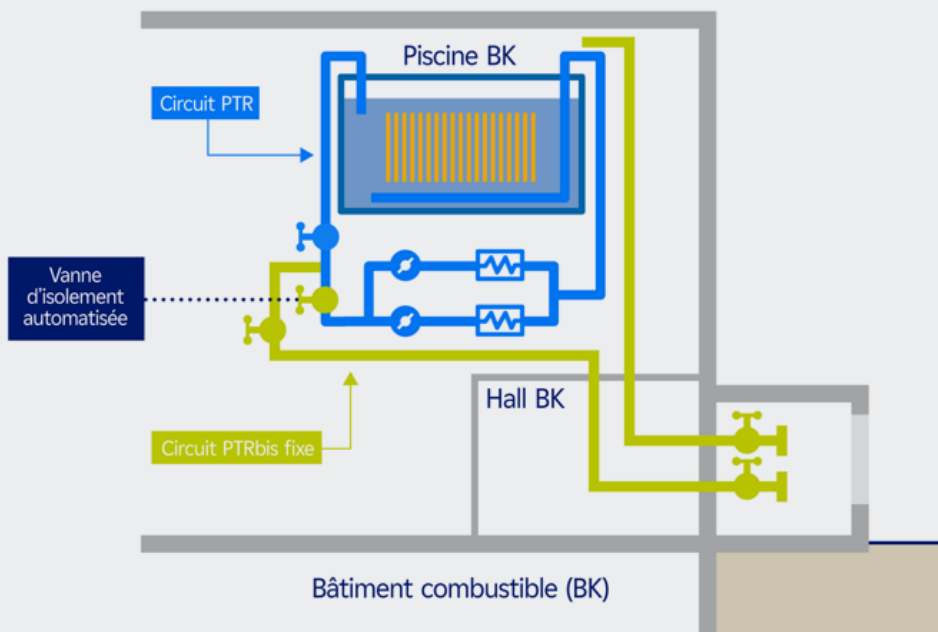 Piscine BK
Circuit PTR
Vanne
d'isolement
automatisée
Hall BK
Circuit PTRbis fixe
Bâtiment combustible (BK)